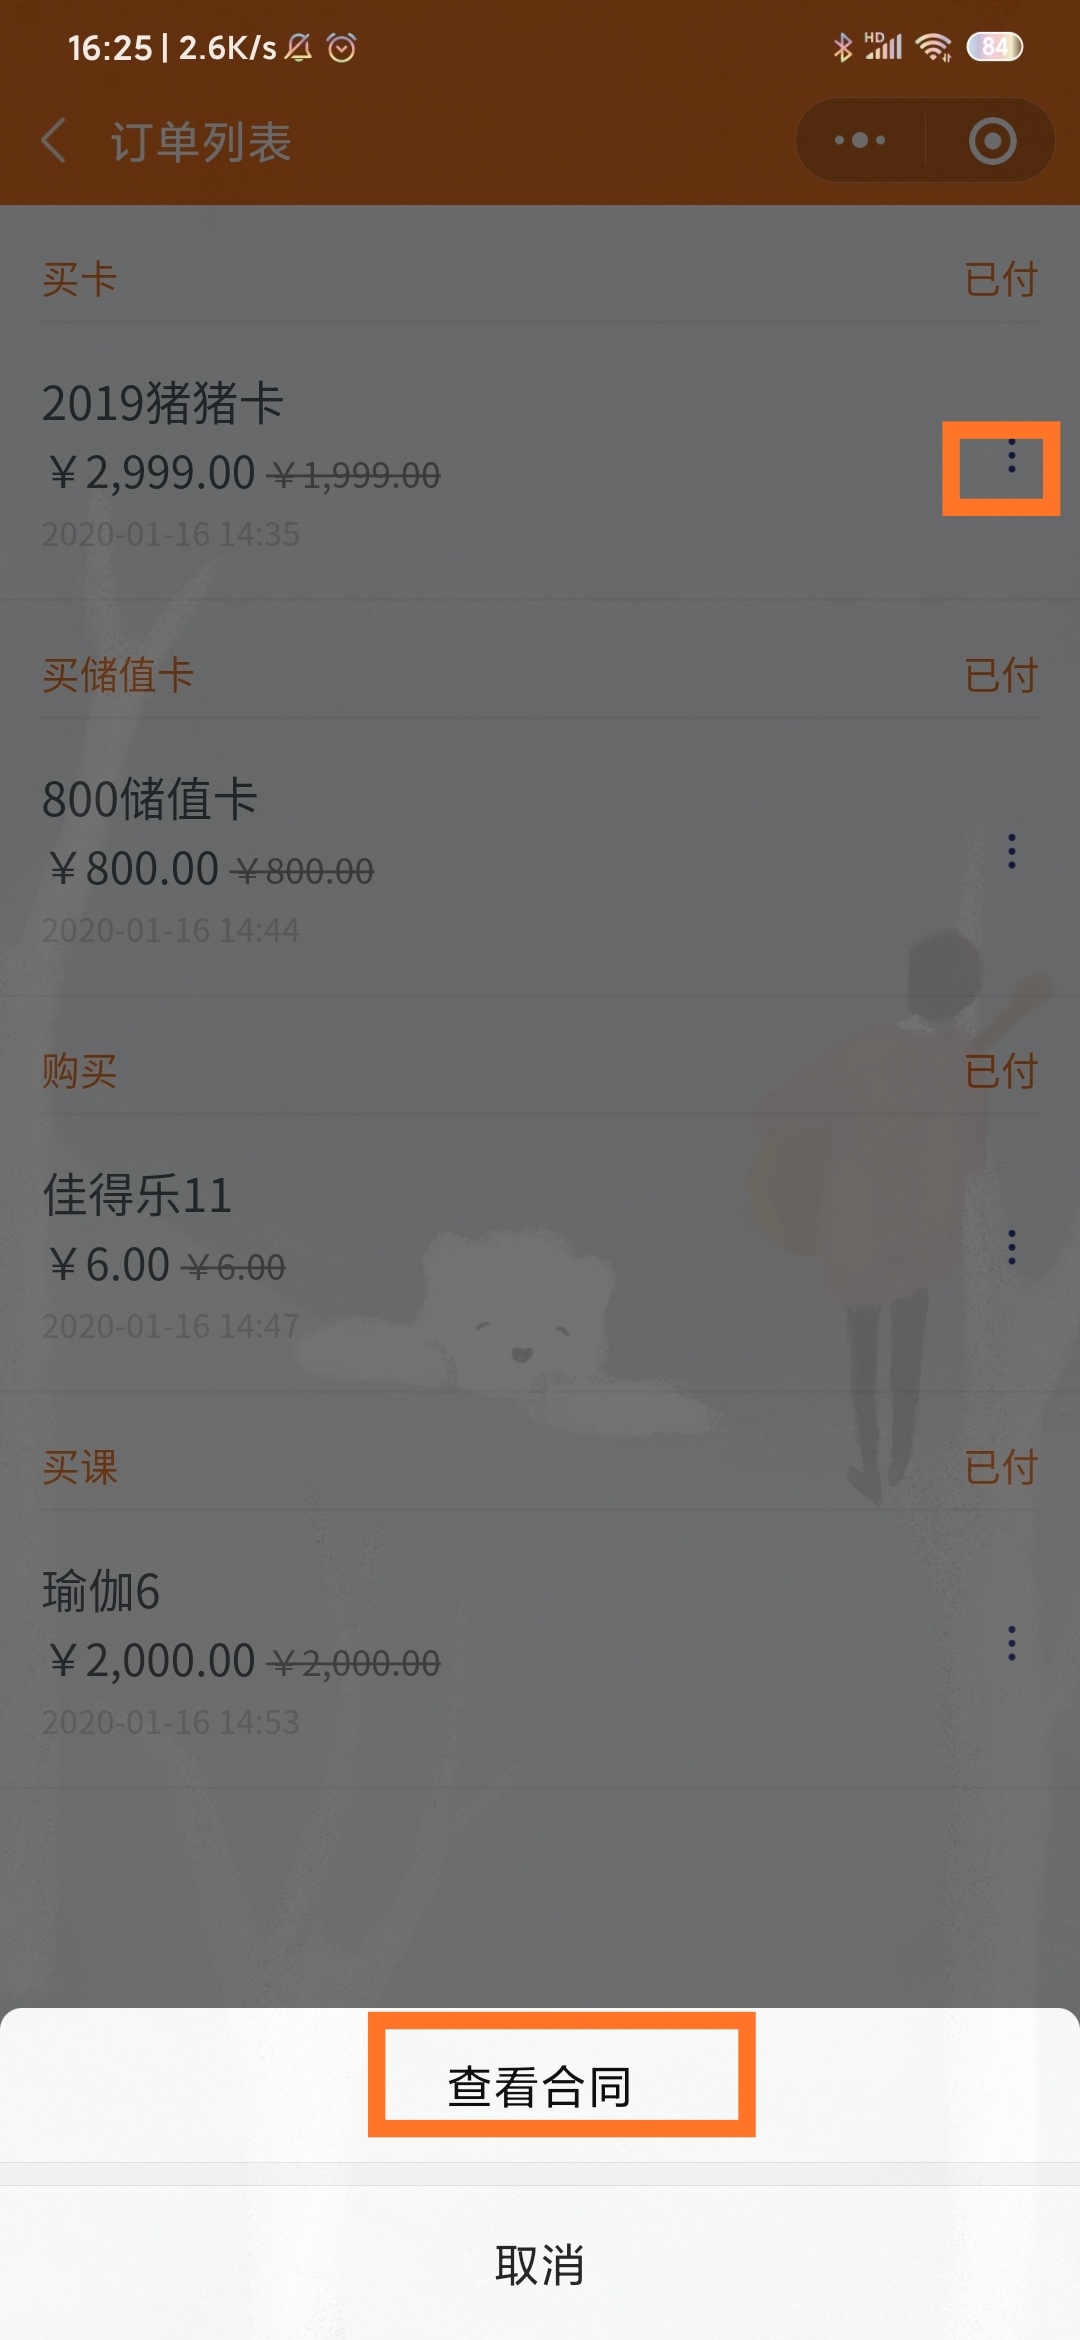 16:25 | 2.6K/s HD 84
订单列表
买卡 已付
2019猪猪卡
￥2,999.00 ￥1,999.00
2020-01-16 14:35
买储值卡 已付
800储值卡
￥800.00 ￥800.00
2020-01-16 14:44
购买 已付
佳得乐11
￥6.00 ￥6.00
2020-01-16 14:47
买课 已付
瑜伽6
￥2,000.00 ￥2,000.00
2020-01-16 14:53
查看合同
取消